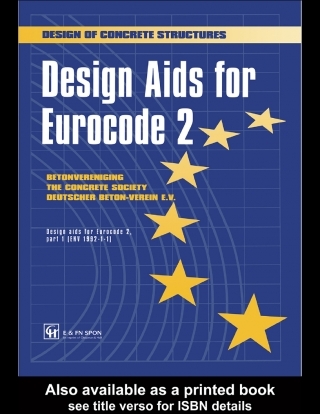 DESIGN OF CONCRETE STRUCTURES
Design Aids for
Eurocode 2
BETONVERENIGING
THE CONCRETE SOCIETY
DEUTSCHER BETON-VEREIN E.V.
Design aids for Eurocode 2,
part 1 (ENV 1992-1-1)
E & FN SPON
Also available as a printed book
see title verso for ISBN details